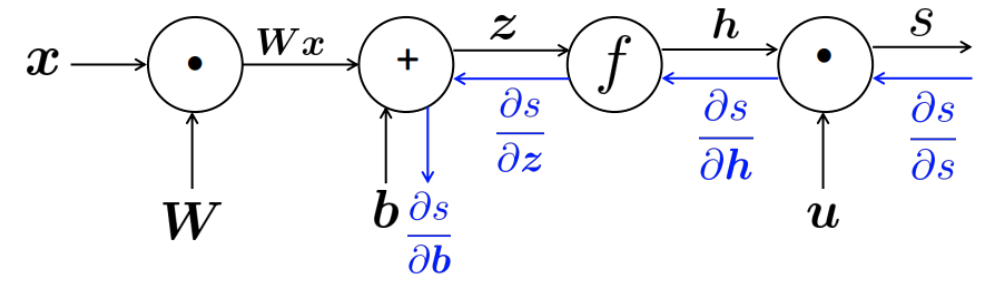 x • Wx + z f h • s
∂s/∂z ∂s/∂h ∂s/∂s
W b ∂s/∂b u